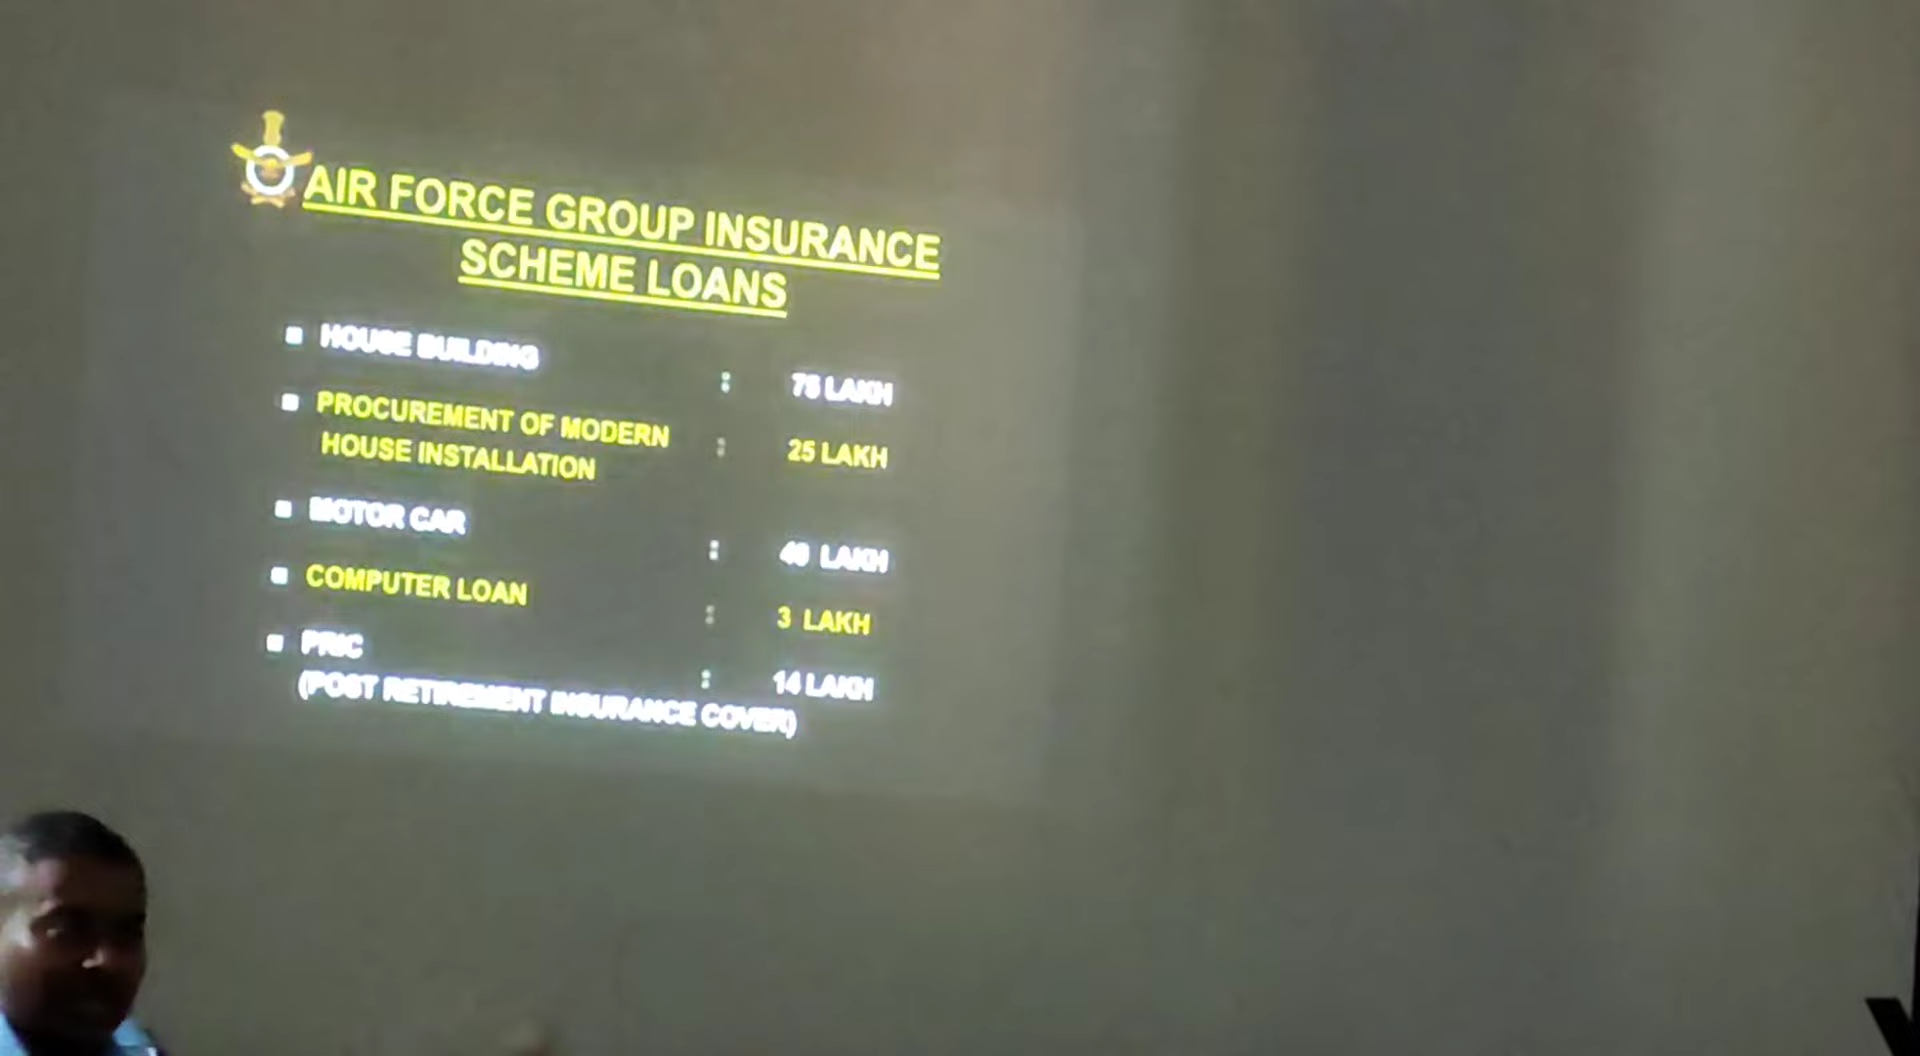 AIR FORCE GROUP INSURANCE
SCHEME LOANS
HOUSE BUILDING : 75 LAKH
PROCUREMENT OF MODERN : 25 LAKH
HOUSE INSTALLATION
MOTOR CAR : LAKH
COMPUTER LOAN : 3 LAKH
PRIC : 14 LAKH
(POST RETIREMENT INSURANCE COVER)